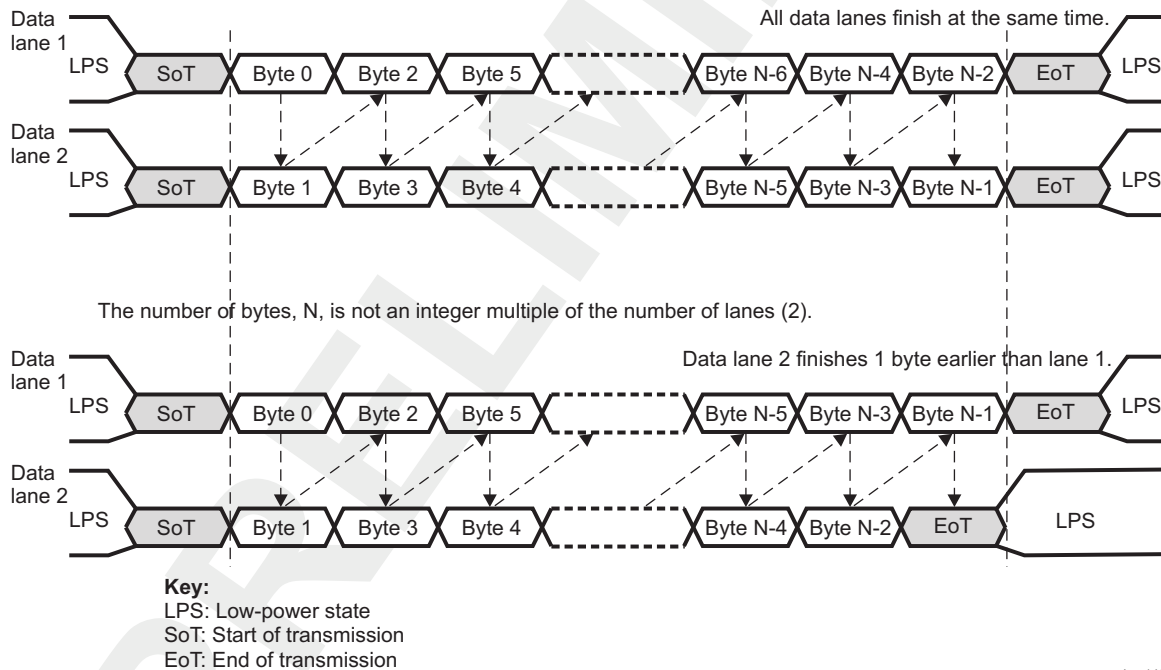 Data
lane 1
All data lanes finish at the same time.
LPS SoT Byte 0 Byte 2 Byte 5 Byte N-6 Byte N-4 Byte N-2 EoT LPS
Data
lane 2
LPS SoT Byte 1 Byte 3 Byte 4 Byte N-5 Byte N-3 Byte N-1 EoT LPS
The number of bytes, N, is not an integer multiple of the number of lanes (2).
Data
lane 1
Data lane 2 finishes 1 byte earlier than lane 1.
LPS SoT Byte 0 Byte 2 Byte 5 Byte N-5 Byte N-3 Byte N-1 EoT LPS
Data
lane 2
LPS SoT Byte 1 Byte 3 Byte 4 Byte N-4 Byte N-2 EoT LPS
Key:
LPS: Low-power state
SoT: Start of transmission
EoT: End of transmission